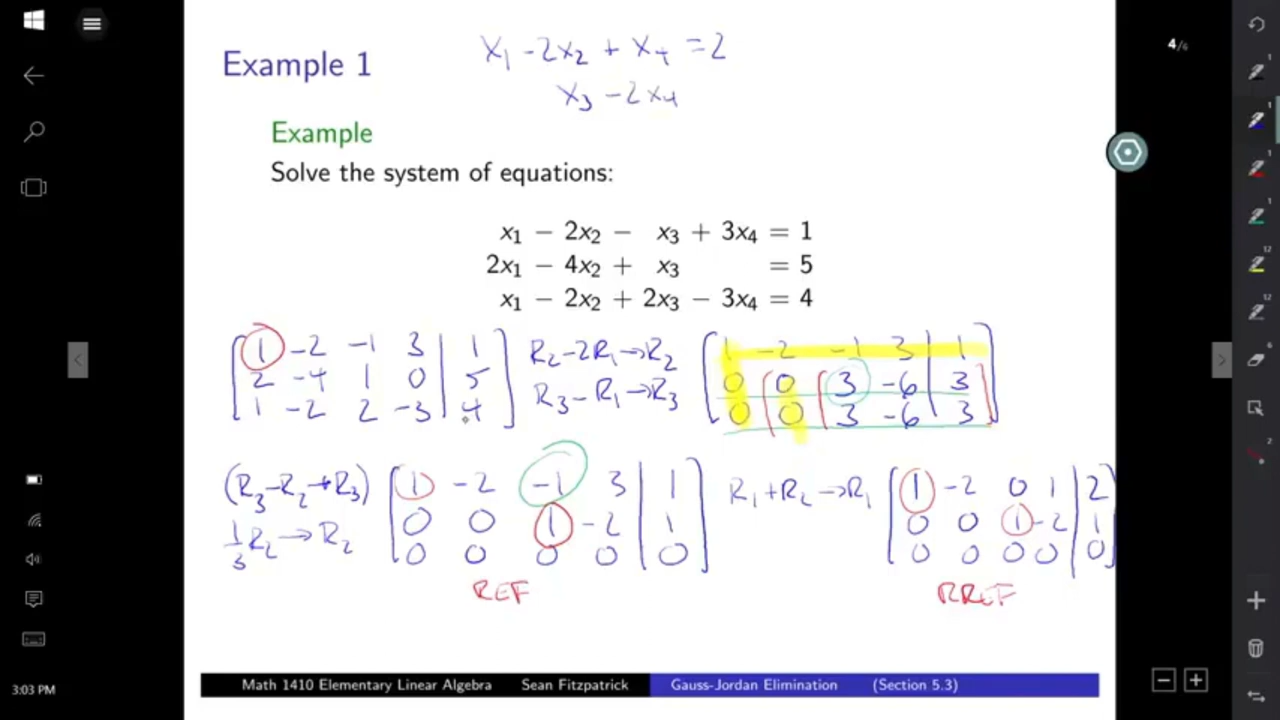 x₁ - 2x₂ + x₄ = 2
Example 1
x₃ - 2x₄
4/4
Example
Solve the system of equations:
x₁ − 2x₂ − x₃ + 3x₄ = 1
2x₁ − 4x₂ + x₃ = 5
x₁ − 2x₂ + 2x₃ − 3x₄ = 4
1 -2 -1 3 | 1 R₂-2R₁→R₂ 1 -2 -1 3 | 1
2 -4 1 0 | 5 R₃-R₁→R₃ 0 0 3 -6 | 3
1 -2 2 -3 | 4 0 0 3 -6 | 3
(R₃-R₂→R₃) 1 -2 -1 3 | 1 R₁+R₂→R₁ 1 -2 0 1 | 2
1/3 R₂→R₂ 0 0 1 -2 | 1 0 0 1 -2 | 1
0 0 0 0 | 0 0 0 0 0 | 0
REF RREF
Math 1410 Elementary Linear Algebra Sean Fitzpatrick Gauss-Jordan Elimination (Section 5.3)
3:03 PM